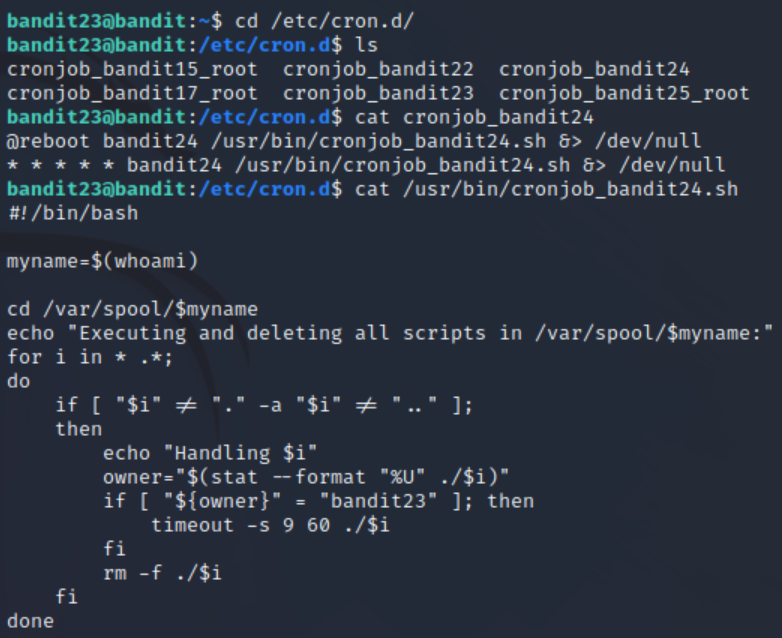 bandit23@bandit:~$ cd /etc/cron.d/
bandit23@bandit:/etc/cron.d$ ls
cronjob_bandit15_root  cronjob_bandit22  cronjob_bandit24
cronjob_bandit17_root  cronjob_bandit23  cronjob_bandit25_root
bandit23@bandit:/etc/cron.d$ cat cronjob_bandit24
@reboot bandit24 /usr/bin/cronjob_bandit24.sh &> /dev/null
* * * * * bandit24 /usr/bin/cronjob_bandit24.sh &> /dev/null
bandit23@bandit:/etc/cron.d$ cat /usr/bin/cronjob_bandit24.sh
#!/bin/bash

myname=$(whoami)

cd /var/spool/$myname
echo "Executing and deleting all scripts in /var/spool/$myname:"
for i in * .*;
do
    if [ "$i" != "." -a "$i" != ".." ];
    then
        echo "Handling $i"
        owner="$(stat --format "%U" ./$i)"
        if [ "${owner}" = "bandit23" ]; then
            timeout -s 9 60 ./$i
        fi
        rm -f ./$i
    fi
done